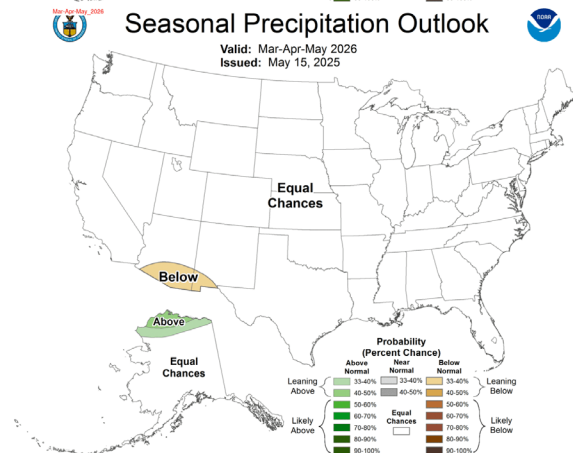 Mar-Apr-May_2026
Seasonal Precipitation Outlook
NOAA
Valid: Mar-Apr-May 2026
Issued: May 15, 2025
Equal
Chances
Below
Above
Equal
Chances
Probability
(Percent Chance)
Above
Normal
Near
Normal
Below
Normal
Leaning
Above
33-40%
33-40%
33-40%
Leaning
Below
40-50%
40-50%
40-50%
Likely
Above
50-60%
60-70%
70-80%
80-90%
90-100%
Equal
Chances
50-60%
60-70%
70-80%
80-90%
90-100%
Likely
Below